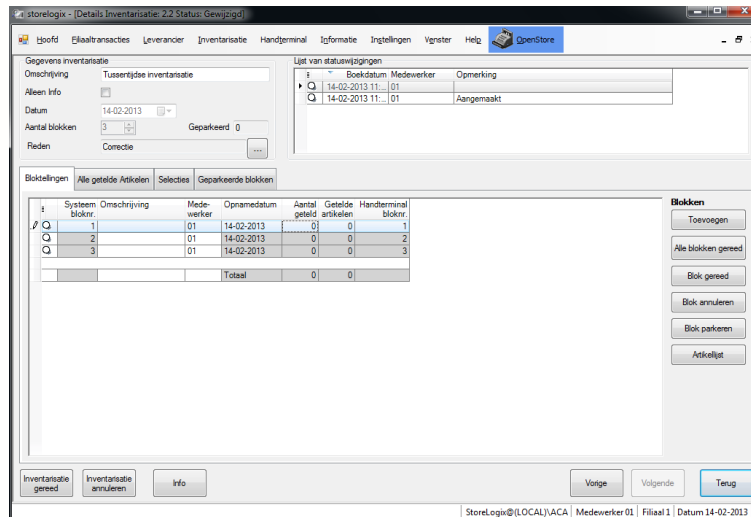 storelogix - [Details Inventarisatie: 2.2 Status: Gewijzigd]
Hoofd Filiaaltransacties Leverancier Inventarisatie Handterminal Informatie Instellingen Venster Help OpenStore
Gegevens inventarisatie
Omschrijving Tussentijdse inventarisatie
Alleen Info
Datum 14-02-2013
Aantal blokken 3 Geparkeerd 0
Reden Correctie ...
Lijst van statuswijzigingen
! Boekdatum Medewerker Opmerking
14-02-2013 11:... 01
14-02-2013 11:... 01 Aangemaakt
Bloktellingen Alle getelde Artikelen Selecties Geparkeerde blokken
! Systeem bloknr. Omschrijving Mede-werker Opnamedatum Aantal geteld Getelde artikelen Handterminal bloknr.
1 01 14-02-2013 0 0 1
2 01 14-02-2013 0 0 2
3 01 14-02-2013 0 0 3
Totaal 0 0
Blokken
Toevoegen
Alle blokken gereed
Blok gereed
Blok annuleren
Blok parkeren
Artikellijst
Inventarisatie gereed
Inventarisatie annuleren
Info
Vorige
Volgende
Terug
StoreLogix@(LOCAL)\ACA Medewerker 01 Filiaal 1 Datum 14-02-2013